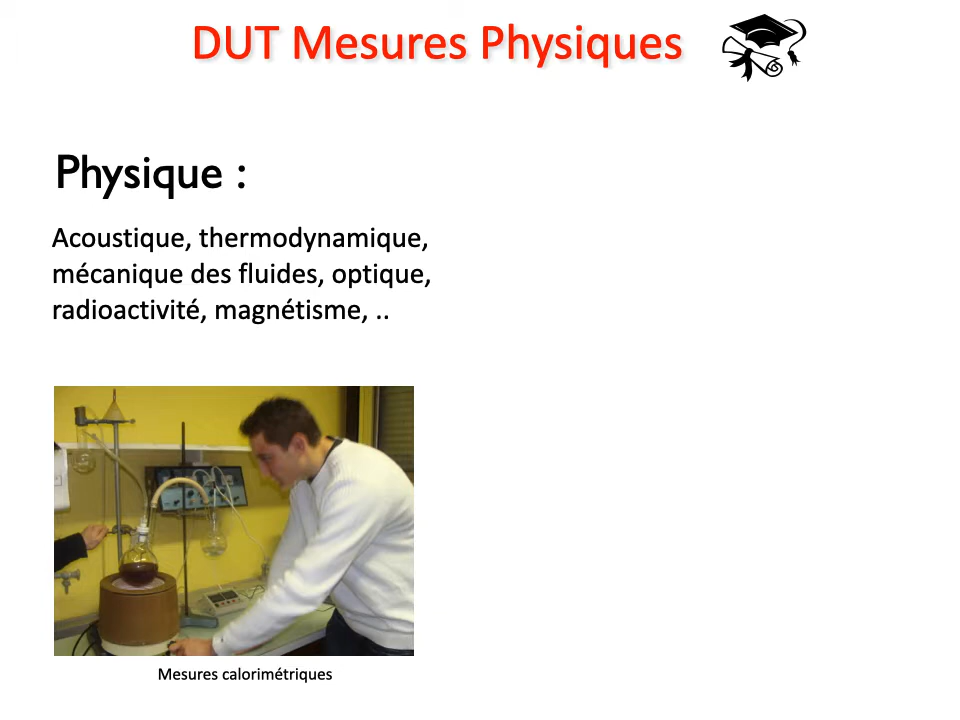 DUT Mesures Physiques
Physique :
Acoustique, thermodynamique,
mécanique des fluides, optique,
radioactivité, magnétisme, ..
Mesures calorimétriques